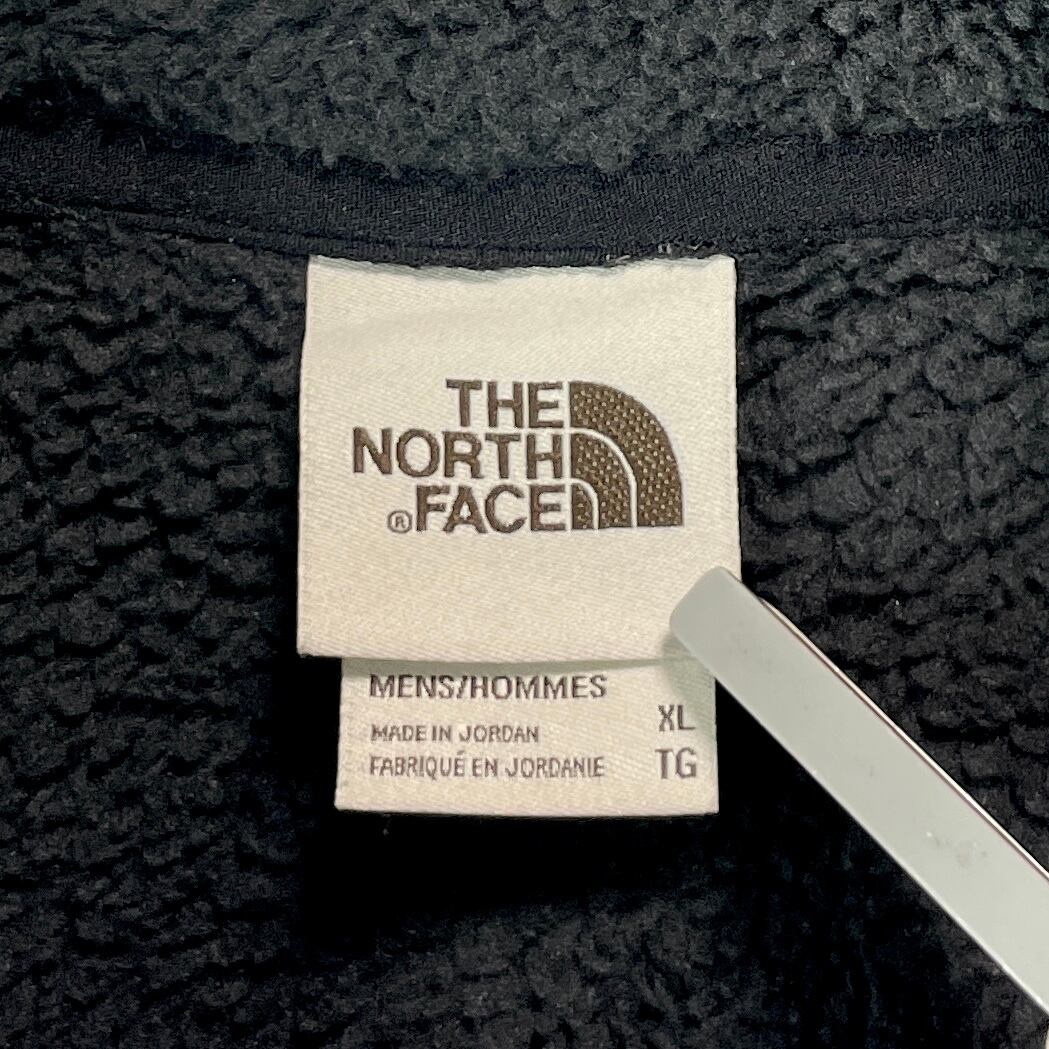 THE
NORTH
®FACE
MENS/HOMMES
XL
MADE IN JORDAN
FABRIQUÉ EN JORDANIE
TG